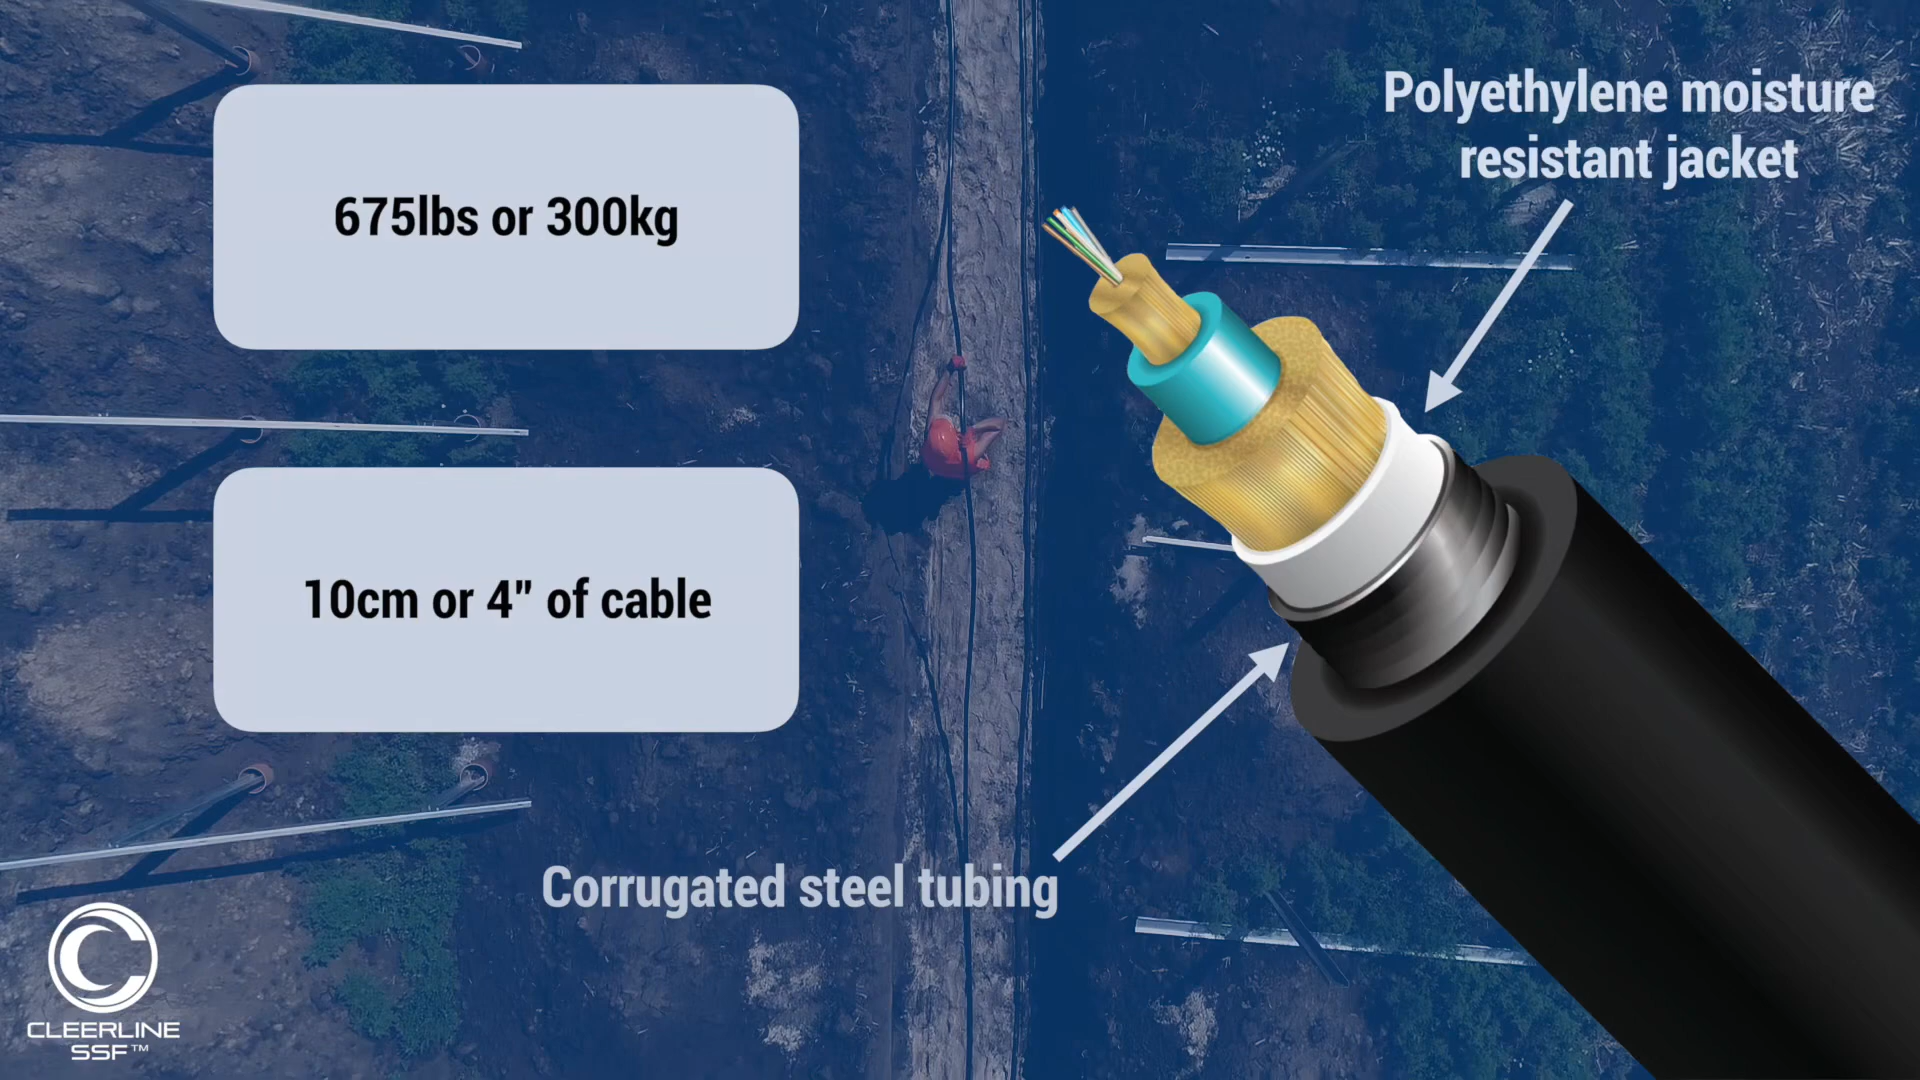 Polyethylene moisture
resistant jacket
675lbs or 300kg
10cm or 4” of cable
Corrugated steel tubing
CLEERLINE
SSF™